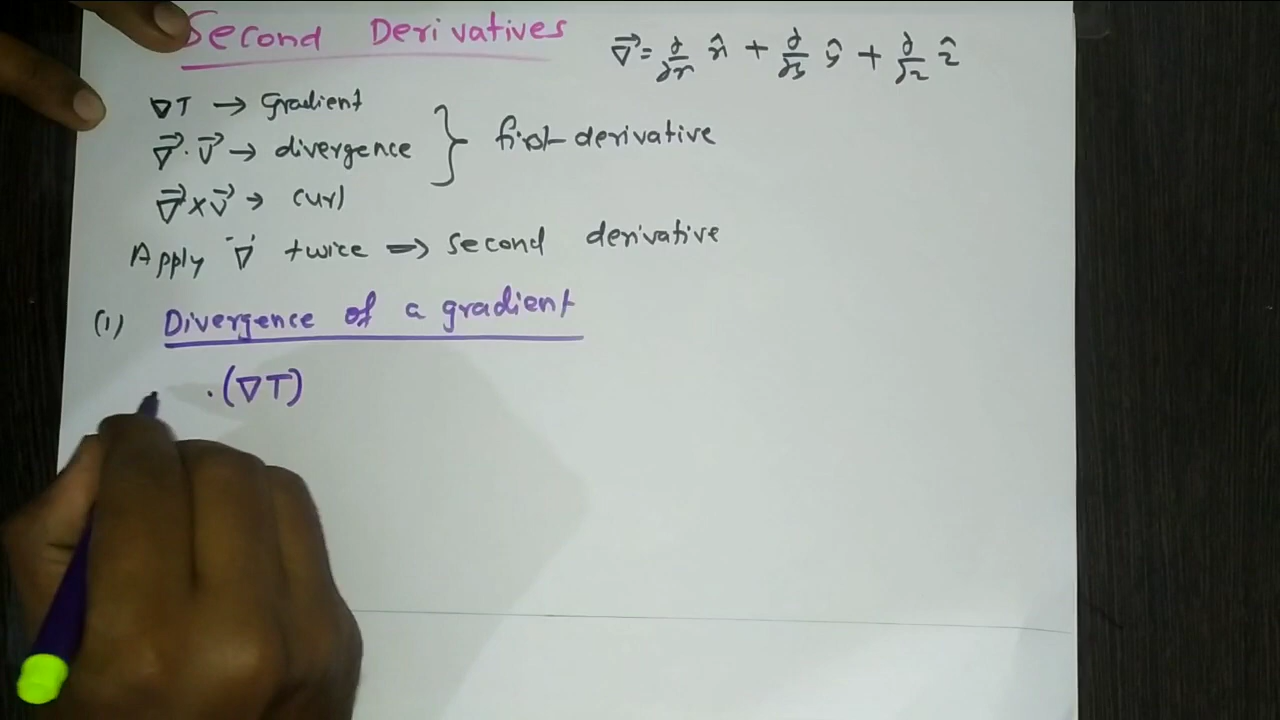 Second Derivatives
∇⃗ = ∂/∂x x̂ + ∂/∂y ŷ + ∂/∂z ẑ
∇T → Gradient
∇⃗ · v⃗ → divergence } first derivative
∇⃗ × v⃗ → curl
Apply '∇' twice ⇒ Second derivative
(1) Divergence of a gradient
· (∇T)